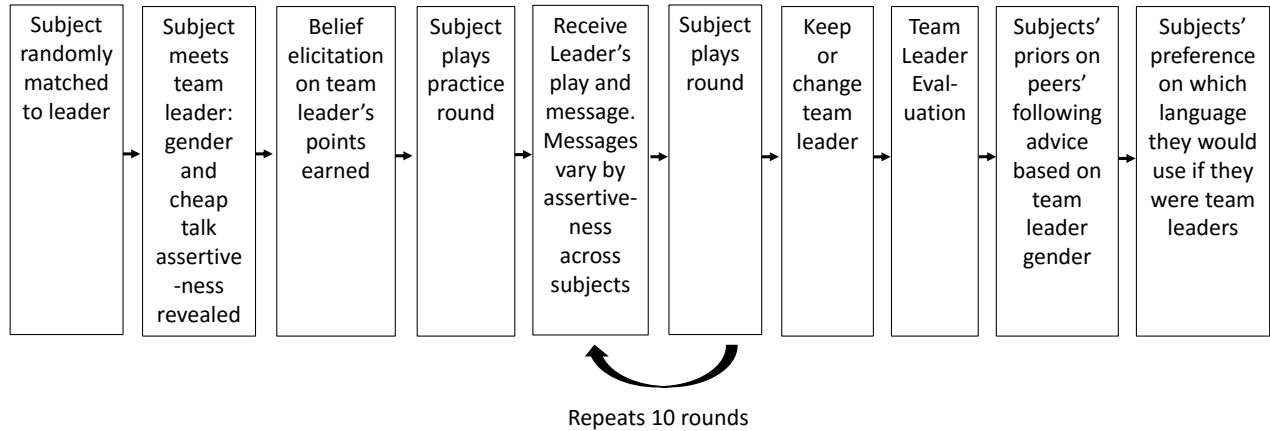 Subject
randomly
matched
to leader
Subject
meets
team
leader:
gender
and
cheap
talk
assertive
-ness
revealed
Belief
elicitation
on team
leader's
points
earned
Subject
plays
practice
round
Receive
Leader's
play and
message.
Messages
vary by
assertive-
ness
across
subjects
Subject
plays
round
Keep
or
change
team
leader
Team
Leader
Eval-
uation
Subjects'
priors on
peers'
following
advice
based on
team
leader
gender
Subjects'
preference
on which
language
they would
use if they
were team
leaders
Repeats 10 rounds